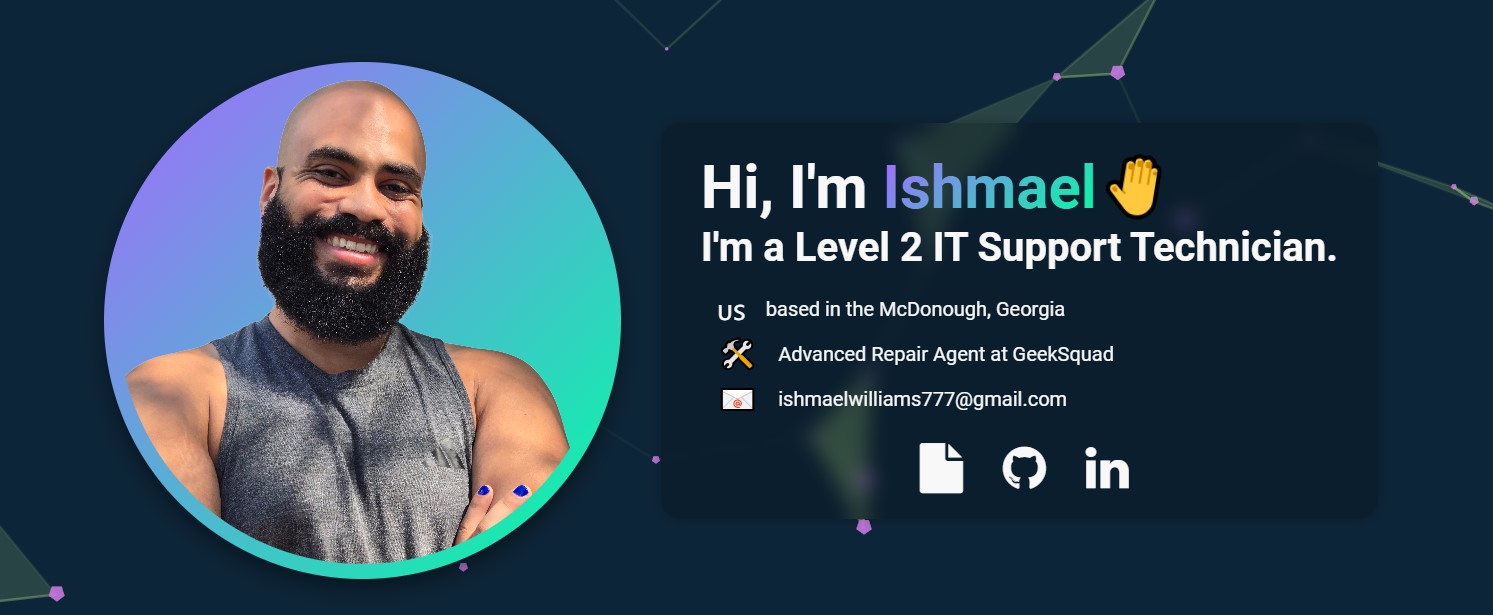 Hi, I'm Ishmael 🤚
I'm a Level 2 IT Support Technician.
US based in the McDonough, Georgia
Advanced Repair Agent at GeekSquad
ishmaelwilliams777@gmail.com
in